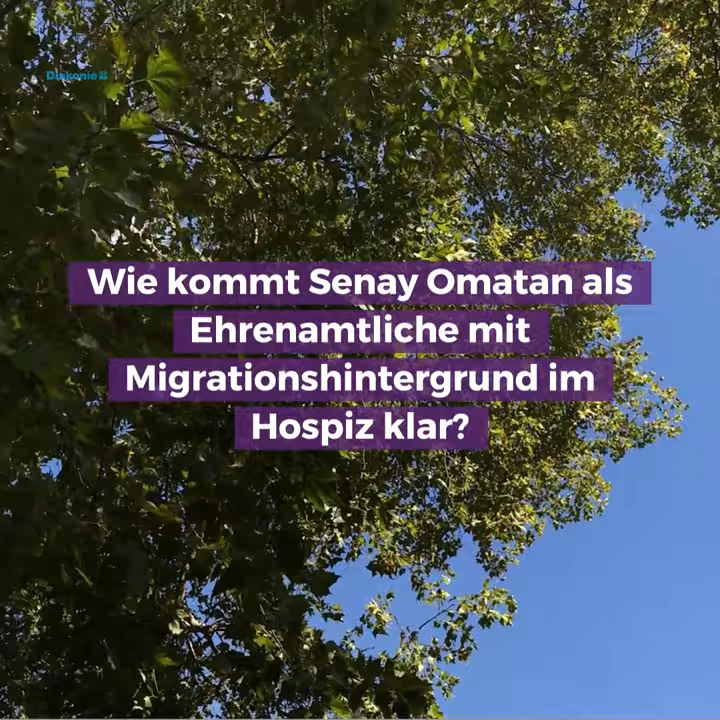 Diakonie
Wie kommt Senay Omatan als
Ehrenamtliche mit
Migrationshintergrund im
Hospiz klar?